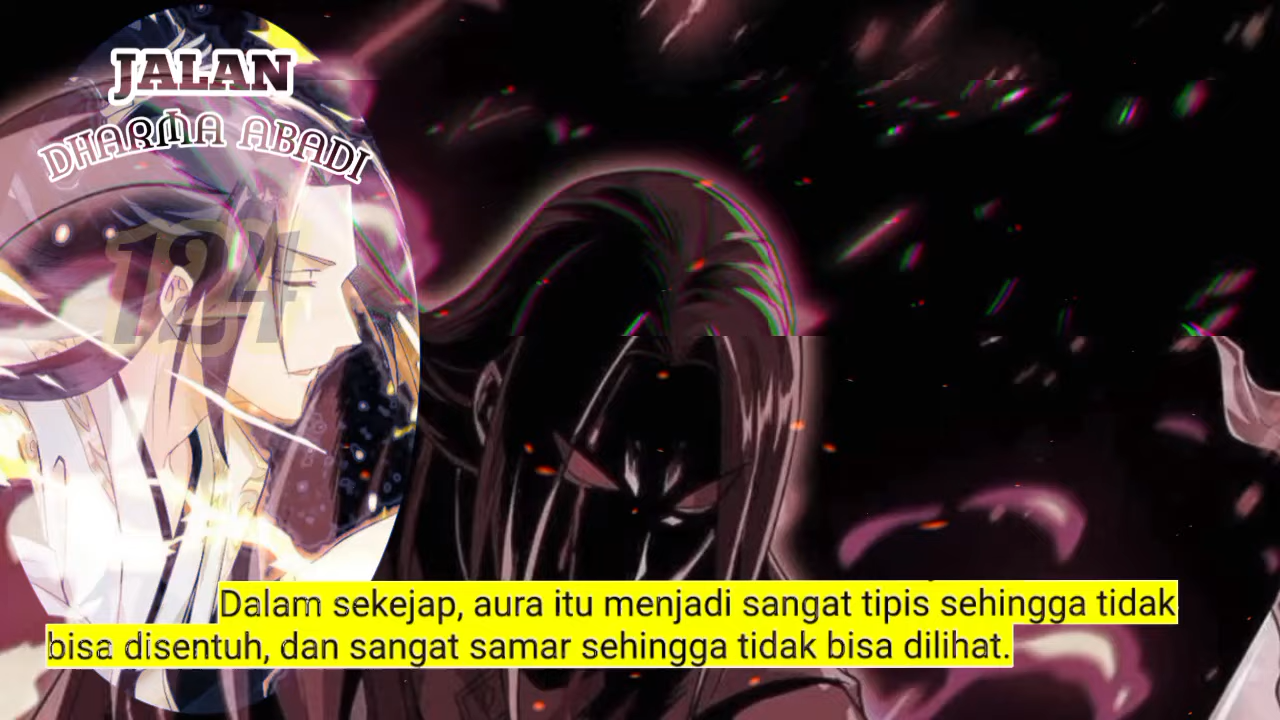 JALAN
DHARMA ABADI
124
Dalam sekejap, aura itu menjadi sangat tipis sehingga tidak
bisa disentuh, dan sangat samar sehingga tidak bisa dilihat.